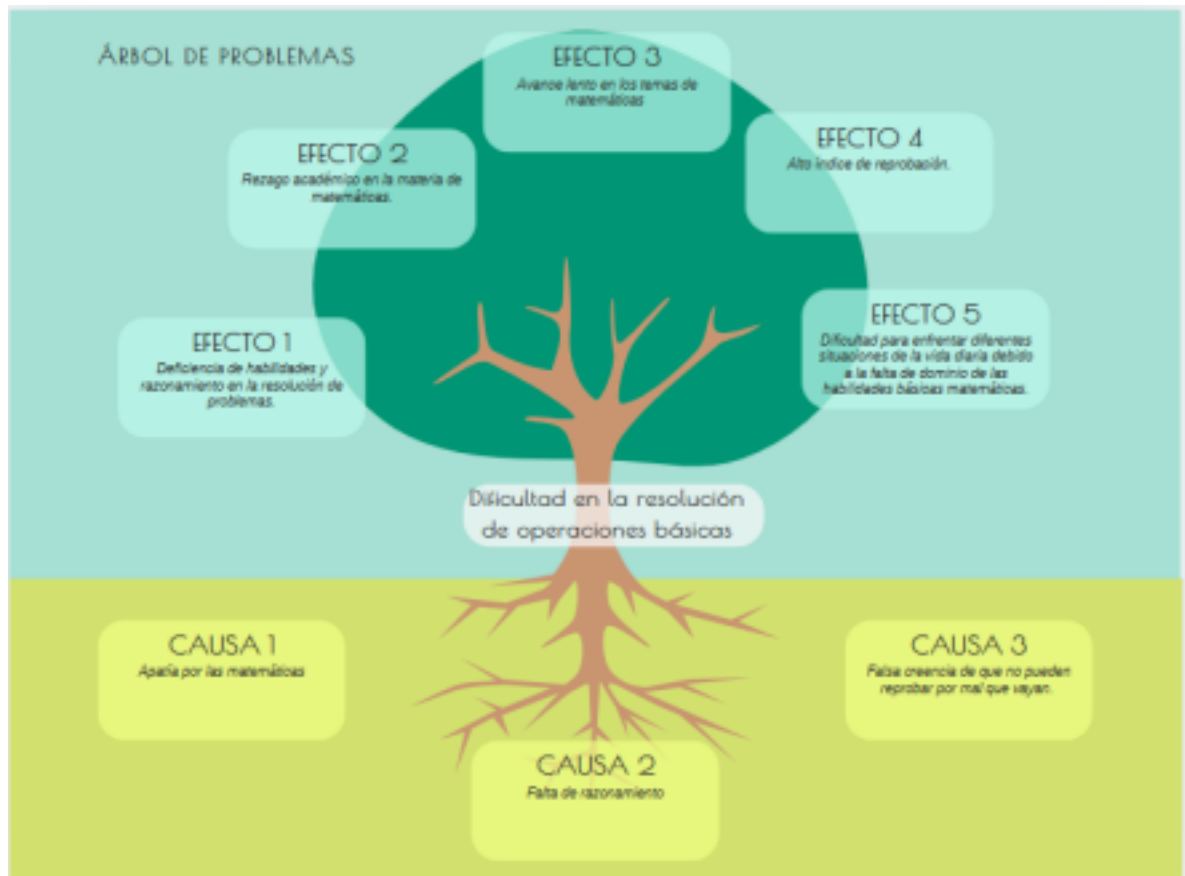 ÁRBOL DE PROBLEMAS
EFECTO 3
Avance lento en los temas de
matemáticas
EFECTO 4
Alto índice de reprobación.
EFECTO 2
Rezago académico en la materia de
matemáticas.
EFECTO 5
Dificultad para enfrentar diferentes
situaciones de la vida diaria debido
a la falta de dominio de las
habilidades básicas matemáticas.
EFECTO 1
Deficiencia de habilidades y
razonamiento en la resolución de
problemas.
Dificultad en la resolución
de operaciones básicas
CAUSA 1
Apatía por las matemáticas
CAUSA 3
Falsa creencia de que no pueden
reprobar por mal que vayan.
CAUSA 2
Falta de razonamiento